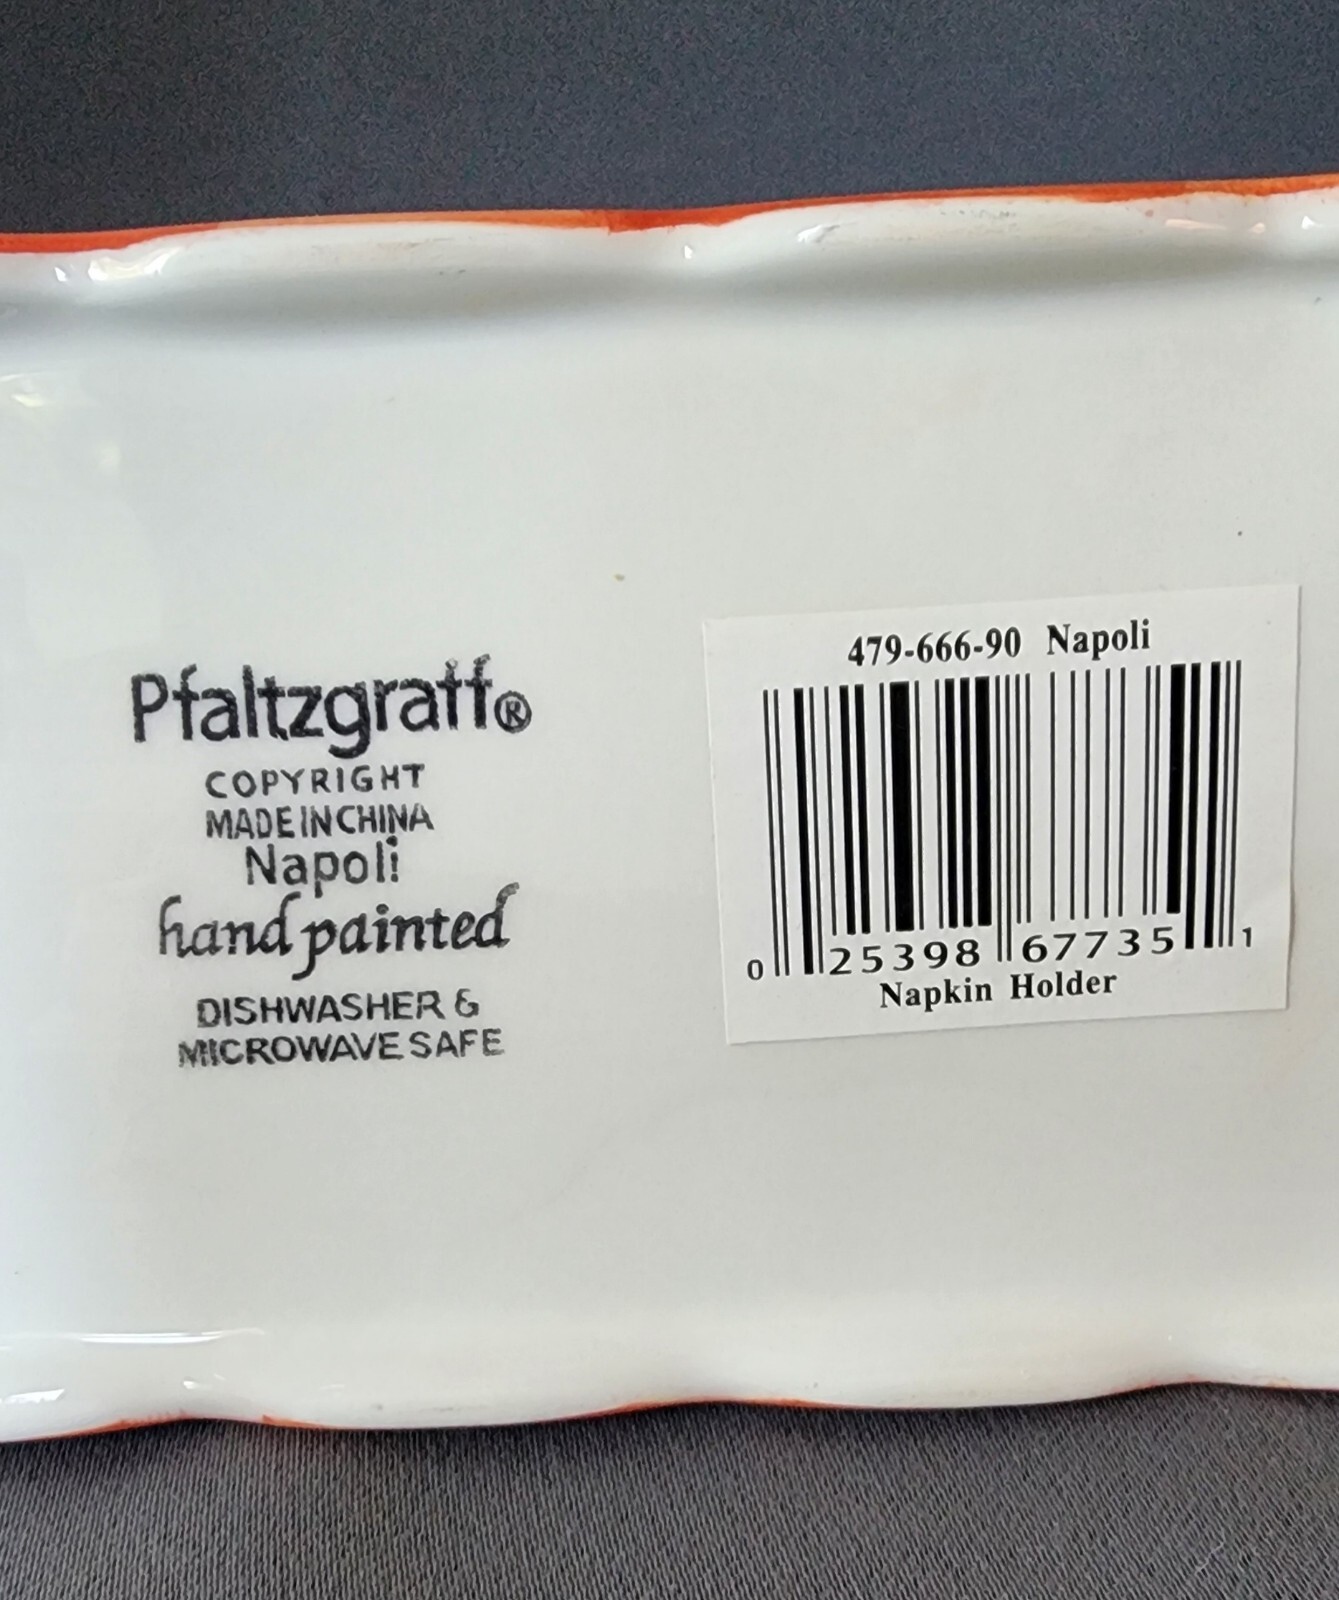 Pfaltzgraff®
COPYRIGHT
MADE IN CHINA
Napoli
hand painted
DISHWASHER &
MICROWAVE SAFE
479-666-90 Napoli
0 25398 67735 1
Napkin Holder